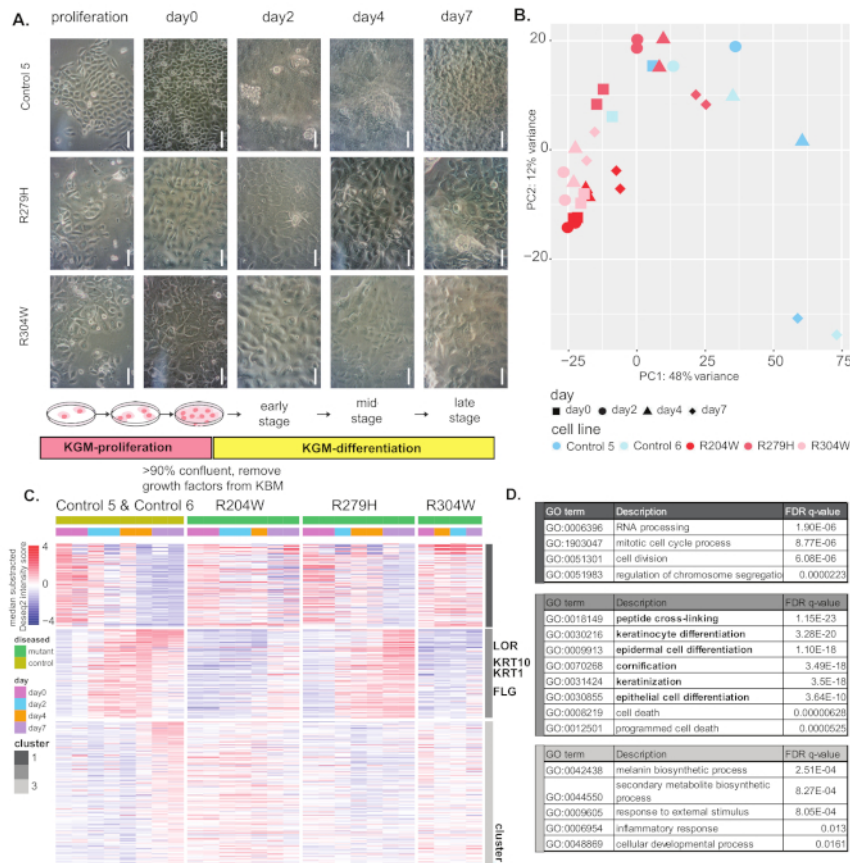 A.
proliferation day0 day2 day4 day7
Control 5
R279H
R304W
early stage
mid stage
late stage
KGM-proliferation KGM-differentiation
>90% confluent, remove
growth factors from KBM
B.
20
0
−20
PC2: 12% variance
−25 0 25 50 75
PC1: 48% variance
day
day0 day2 day4 day7
cell line
Control 5 Control 6 R204W R279H R304W
C.
Control 5 & Control 6 R204W R279H R304W
4
2
0
−2
−4
median substracted
Deseq2 intensity score
diseased
mutant
control
day
day0
day2
day4
day7
cluster
1
3
LOR
KRT10
KRT1
FLG
cluster
D.
GO term Description FDR q-value
GO:0006396 RNA processing 1.90E-06
GO:1903047 mitotic cell cycle process 8.77E-06
GO:0051301 cell division 6.08E-06
GO:0051983 regulation of chromosome segregatio 0.0000223
GO term Description FDR q-value
GO:0018149 peptide cross-linking 1.15E-23
GO:0030216 keratinocyte differentiation 3.28E-20
GO:0009913 epidermal cell differentiation 1.10E-18
GO:0070268 cornification 3.49E-18
GO:0031424 keratinization 3.5E-18
GO:0030855 epithelial cell differentiation 3.64E-10
GO:0008219 cell death 0.00000628
GO:0012501 programmed cell death 0.0000525
GO term Description FDR q-value
GO:0042438 melanin biosynthetic process 2.51E-04
GO:0044550 secondary metabolite biosynthetic process 8.27E-04
GO:0009605 response to external stimulus 8.05E-04
GO:0006954 inflammatory response 0.013
GO:0048869 cellular developmental process 0.0161